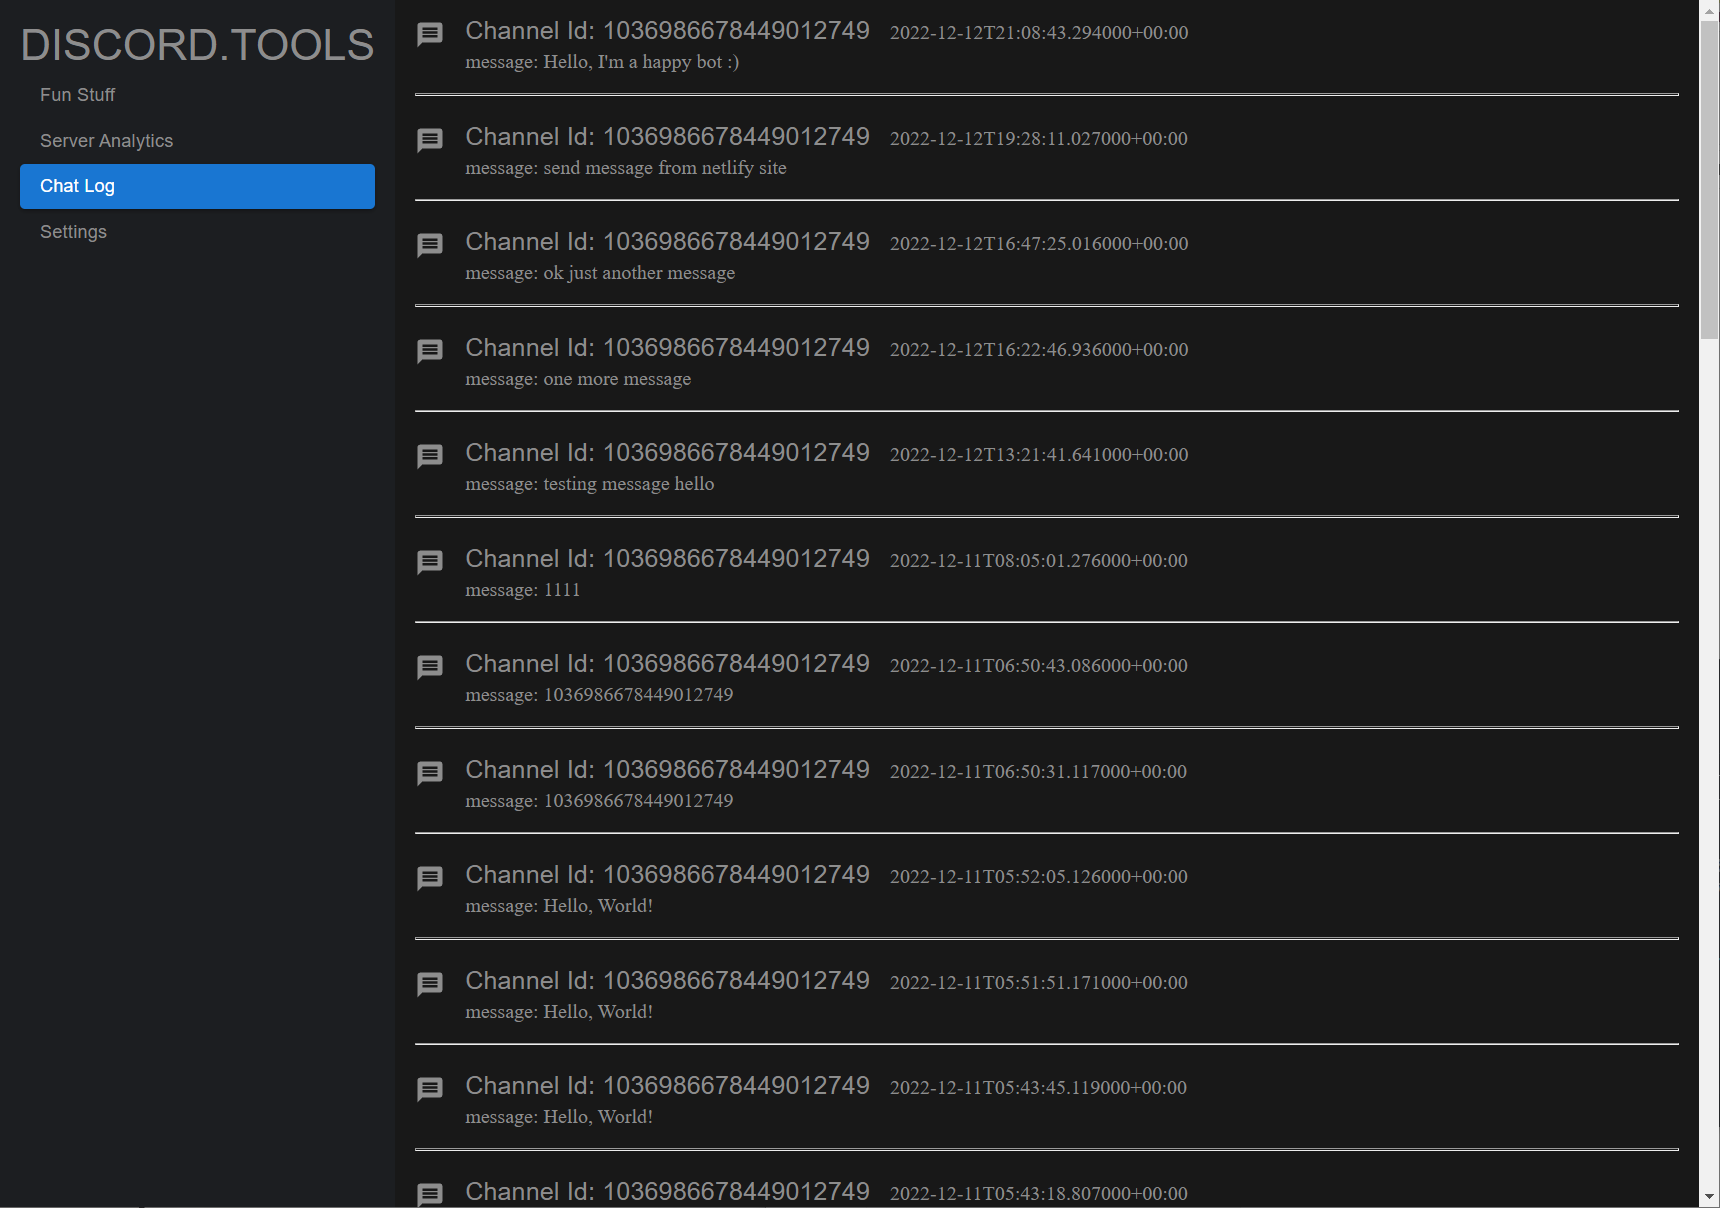 DISCORD.TOOLS
Fun Stuff
Server Analytics
Chat Log
Settings
Channel Id: 1036986678449012749 2022-12-12T21:08:43.294000+00:00
message: Hello, I'm a happy bot :)
Channel Id: 1036986678449012749 2022-12-12T19:28:11.027000+00:00
message: send message from netlify site
Channel Id: 1036986678449012749 2022-12-12T16:47:25.016000+00:00
message: ok just another message
Channel Id: 1036986678449012749 2022-12-12T16:22:46.936000+00:00
message: one more message
Channel Id: 1036986678449012749 2022-12-12T13:21:41.641000+00:00
message: testing message hello
Channel Id: 1036986678449012749 2022-12-11T08:05:01.276000+00:00
message: 1111
Channel Id: 1036986678449012749 2022-12-11T06:50:43.086000+00:00
message: 1036986678449012749
Channel Id: 1036986678449012749 2022-12-11T06:50:31.117000+00:00
message: 1036986678449012749
Channel Id: 1036986678449012749 2022-12-11T05:52:05.126000+00:00
message: Hello, World!
Channel Id: 1036986678449012749 2022-12-11T05:51:51.171000+00:00
message: Hello, World!
Channel Id: 1036986678449012749 2022-12-11T05:43:45.119000+00:00
message: Hello, World!
Channel Id: 1036986678449012749 2022-12-11T05:43:18.807000+00:00